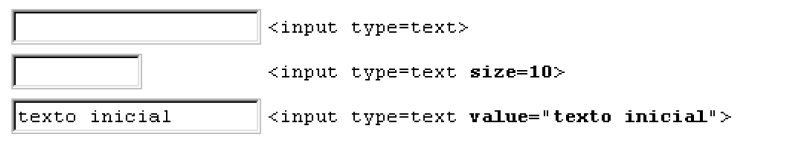 <input type=text>
<input type=text size=10>
texto inicial <input type=text value="texto inicial">